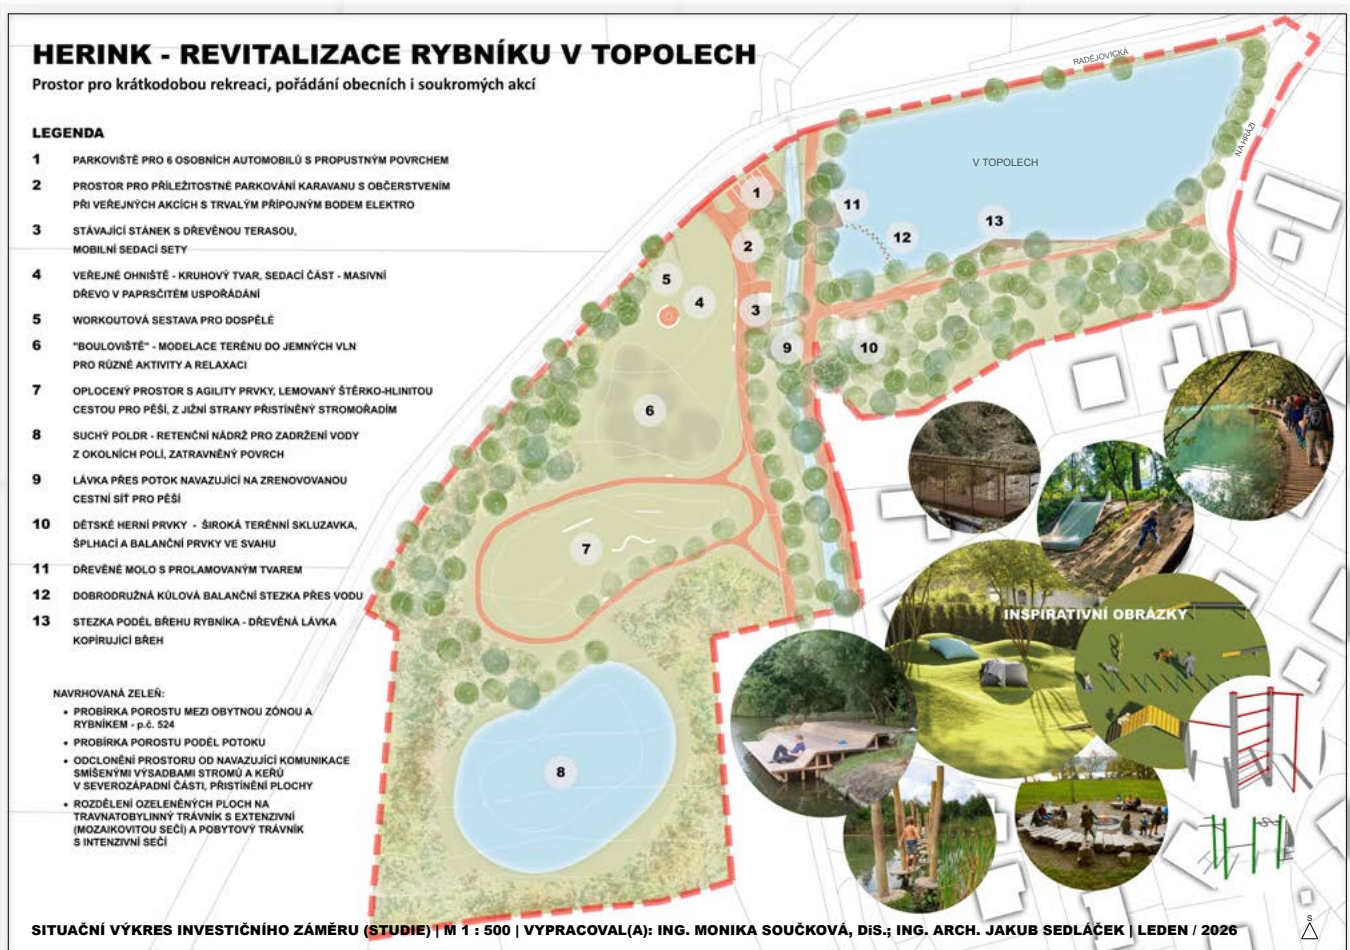 HERINK - REVITALIZACE RYBNÍKU V TOPOLECH
Prostor pro krátkodobou rekreaci, pořádání obecních i soukromých akcí
LEGENDA
1 PARKOVIŠTĚ PRO 6 OSOBNÍCH AUTOMOBILŮ S PROPUSTNÝM POVRCHEM
2 PROSTOR PRO PŘÍLEŽITOSTNÉ PARKOVÁNÍ KARAVANU S OBČERSTVENÍM
PŘI VEŘEJNÝCH AKCÍCH S TRVALÝM PŘÍPOJNÝM BODEM ELEKTRO
3 STÁVAJÍCÍ STÁNEK S DŘEVĚNOU TERASOU,
MOBILNÍ SEDACÍ SETY
4 VEŘEJNÉ OHNIŠTĚ - KRUHOVÝ TVAR, SEDACÍ ČÁST - MASIVNÍ
DŘEVO V PAPRSČITÉM USPOŘÁDÁNÍ
5 WORKOUTOVÁ SESTAVA PRO DOSPĚLÉ
6 "BOULOVIŠTĚ" - MODELACE TERÉNU DO JEMNÝCH VLN
PRO RŮZNÉ AKTIVITY A RELAXACI
7 OPLOCENÝ PROSTOR S AGILITY PRVKY, LEMOVANÝ ŠTĚRKO-HLINITOU
CESTOU PRO PĚŠÍ, Z JIŽNÍ STRANY PŘISTÍNĚNÝ STROMOŘADÍM
8 SUCHÝ POLDR - RETENČNÍ NÁDRŽ PRO ZADRŽENÍ VODY
Z OKOLNÍCH POLÍ, ZATRAVNĚNÝ POVRCH
9 LÁVKA PŘES POTOK NAVAZUJÍCÍ NA ZRENOVOVANOU
CESTNÍ SÍŤ PRO PĚŠÍ
10 DĚTSKÉ HERNÍ PRVKY - ŠIROKÁ TERÉNNÍ SKLUZAVKA,
ŠPLHACÍ A BALANČNÍ PRVKY VE SVAHU
11 DŘEVĚNÉ MOLO S PROLAMOVANÝM TVAREM
12 DOBRODRUŽNÁ KŮLOVÁ BALANČNÍ STEZKA PŘES VODU
13 STEZKA PODÉL BŘEHU RYBNÍKA - DŘEVĚNÁ LÁVKA
KOPÍRUJÍCÍ BŘEH
NAVRHOVANÁ ZELEŇ:
• PROBÍRKA POROSTU MEZI OBYTNOU ZÓNOU A
RYBNÍKEM - p.č. 524
• PROBÍRKA POROSTU PODÉL POTOKU
• ODCLONĚNÍ PROSTORU OD NAVAZUJÍCÍ KOMUNIKACE
SMÍŠENÝMI VÝSADBAMI STROMŮ A KEŘŮ
V SEVEROZÁPADNÍ ČÁSTI, PŘISTÍNĚNÍ PLOCHY
• ROZDĚLENÍ OZELENĚNÝCH PLOCH NA
TRAVNATOBYLINNÝ TRÁVNÍK S EXTENZIVNÍ
(MOZAIKOVITOU SEČÍ) A POBYTOVÝ TRÁVNÍK
S INTENZIVNÍ SEČÍ
RADĚJOVICKÁ
NA HRÁZI
V TOPOLECH
1
11
13
12
2
5
4
3
9
10
6
7
8
INSPIRATIVNÍ OBRÁZKY
S
SITUAČNÍ VÝKRES INVESTIČNÍHO ZÁMĚRU (STUDIE) | M 1 : 500 | VYPRACOVAL(A): ING. MONIKA SOUČKOVÁ, DiS.; ING. ARCH. JAKUB SEDLÁČEK | LEDEN / 2026